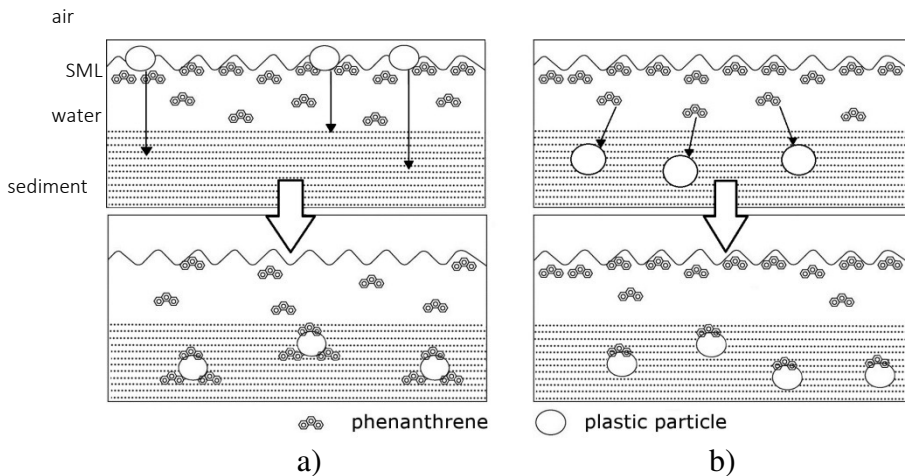 air
SML
water
sediment
phenanthrene
plastic particle
a)
b)